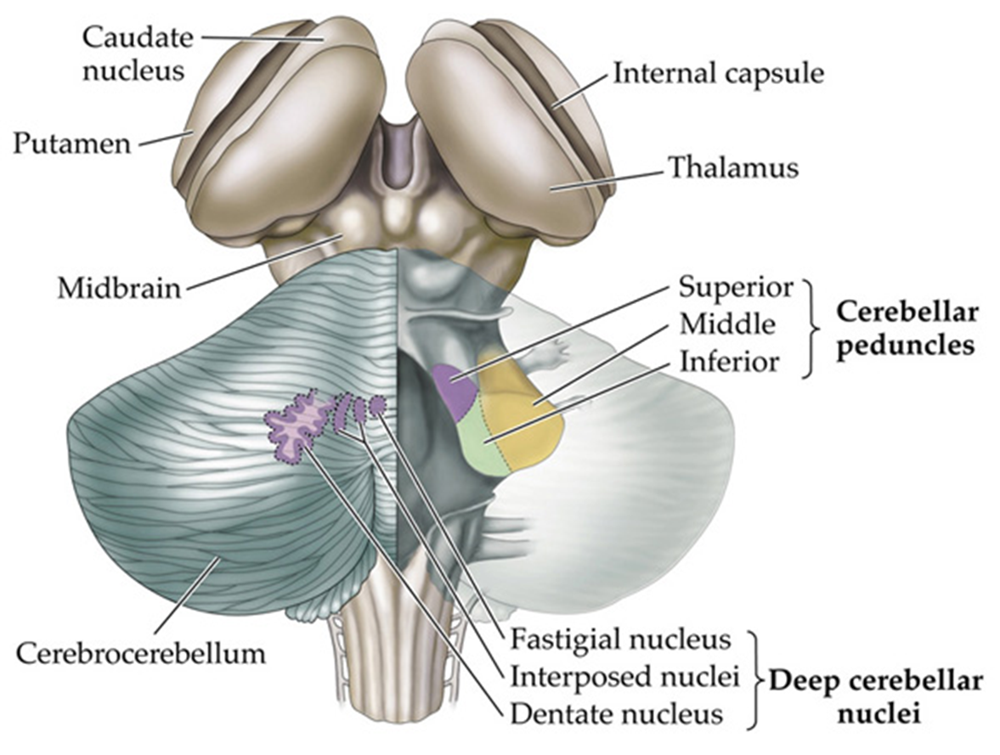 Caudate
nucleus
Internal capsule
Putamen
Thalamus
Midbrain
Superior
Middle
Inferior
Cerebellar
peduncles
Cerebrocerebellum
Fastigial nucleus
Interposed nuclei
Dentate nucleus
Deep cerebellar
nuclei